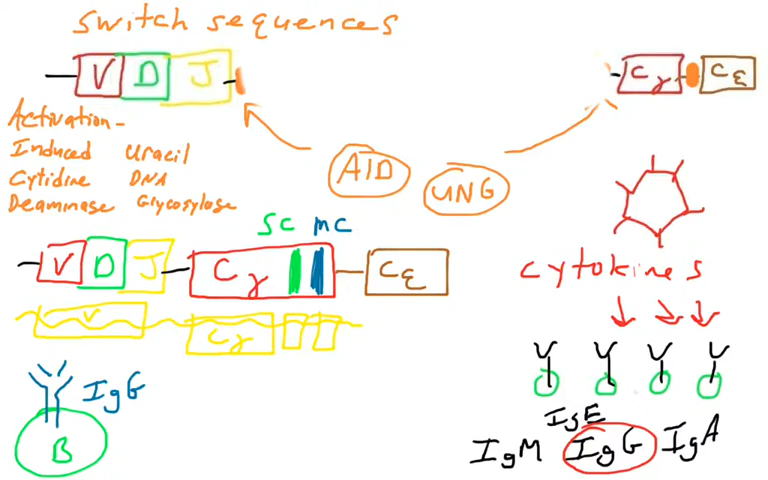 switch sequences
V D J
Cγ Cε
Activation-
Induced Uracil
Cytidine DNA
Deaminase Glycosylase
AID
UNG
SC MC
V D J Cγ Cε
V Cγ
IgG
B
cytokines
IgE
IgM IgG IgA